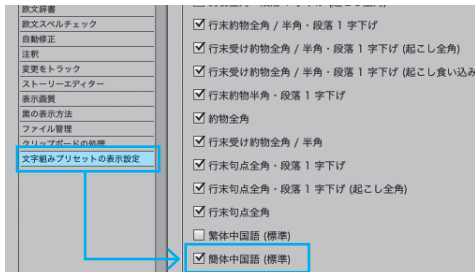 欧文辞書
欧文スペルチェック
自動修正
注釈
変更をトラック
ストーリーエディター
表示画質
黒の表示方法
ファイル管理
クリップボードの処理
文字組みプリセットの表示設定
行末約物全角 / 半角・段落 1 字下げ
行末受け約物全角 / 半角・段落 1 字下げ (起こし全角)
行末受け約物全角 / 半角・段落 1 字下げ (起こし食い込み
行末約物半角・段落 1 字下げ
約物全角
行末受け約物全角 / 半角
行末句点全角・段落 1 字下げ
行末句点全角・段落 1 字下げ (起こし全角)
行末句点全角
繁体中国語 (標準)
簡体中国語 (標準)